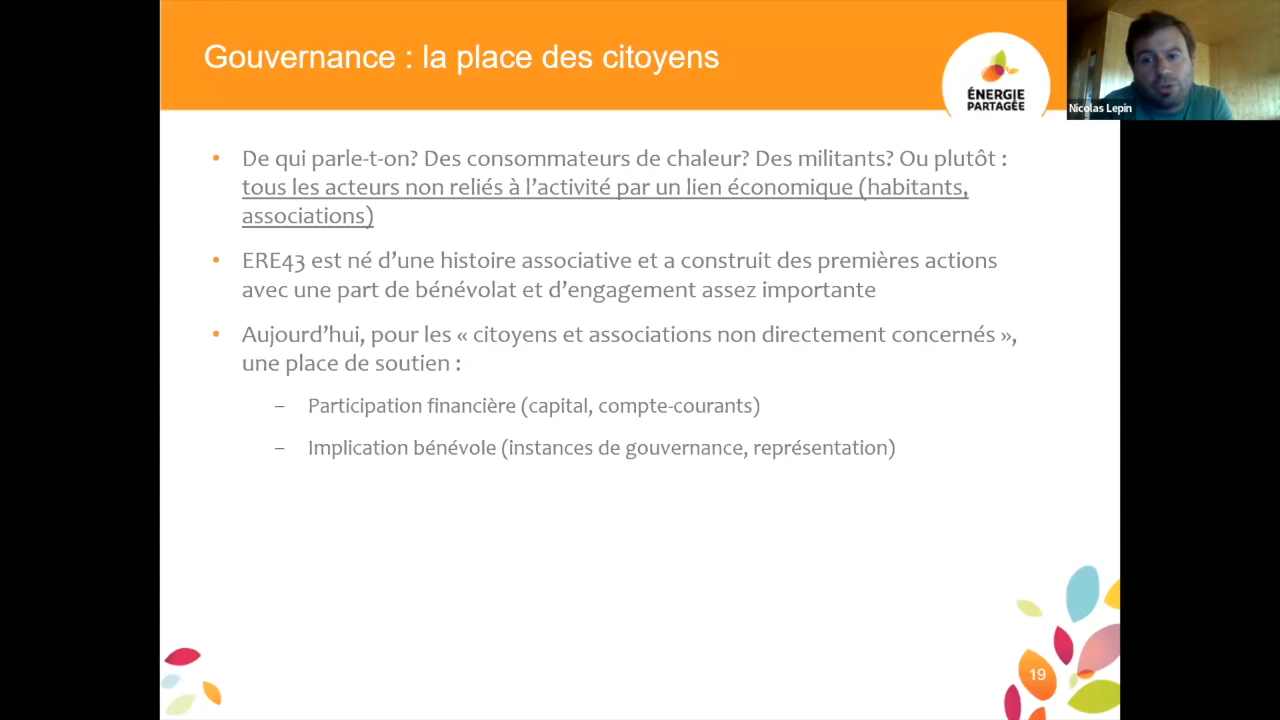 Gouvernance : la place des citoyens
ÉNERGIE
PARTAGÉE
Nicolas Lepin
• De qui parle-t-on? Des consommateurs de chaleur? Des militants? Ou plutôt :
tous les acteurs non reliés à l’activité par un lien économique (habitants,
associations)
• ERE43 est né d’une histoire associative et a construit des premières actions
avec une part de bénévolat et d’engagement assez importante
• Aujourd’hui, pour les « citoyens et associations non directement concernés »,
une place de soutien :
– Participation financière (capital, compte-courants)
– Implication bénévole (instances de gouvernance, représentation)
19